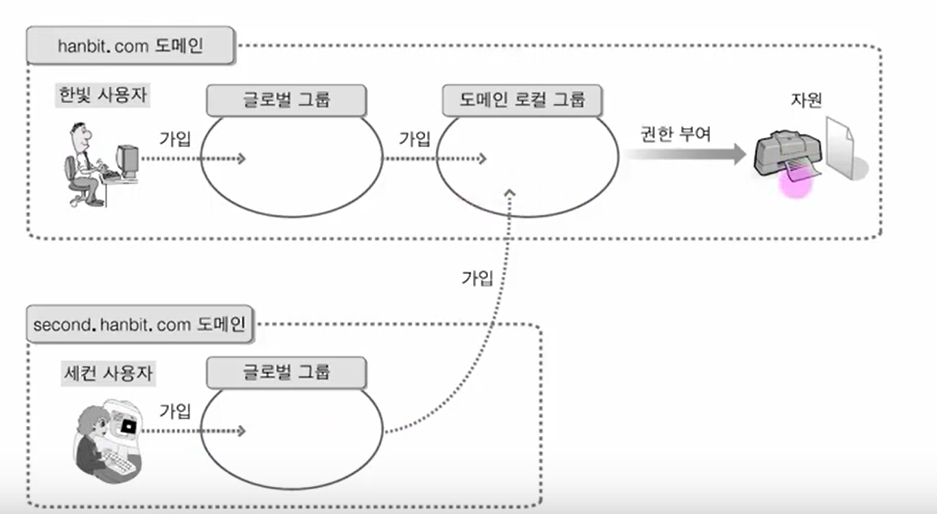 hanbit.com 도메인
한빛 사용자
글로벌 그룹
도메인 로컬 그룹
자원
가입
가입
권한 부여
가입
second.hanbit.com 도메인
세컨 사용자
글로벌 그룹
가입